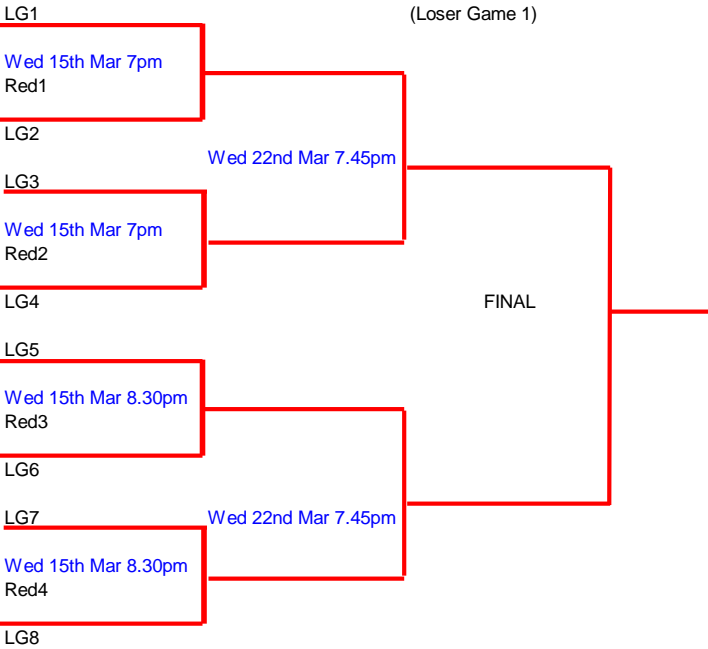 LG1
(Loser Game 1)
Wed 15th Mar 7pm
Red1
LG2
Wed 22nd Mar 7.45pm
LG3
Wed 15th Mar 7pm
Red2
LG4
FINAL
LG5
Wed 15th Mar 8.30pm
Red3
LG6
LG7
Wed 22nd Mar 7.45pm
Wed 15th Mar 8.30pm
Red4
LG8